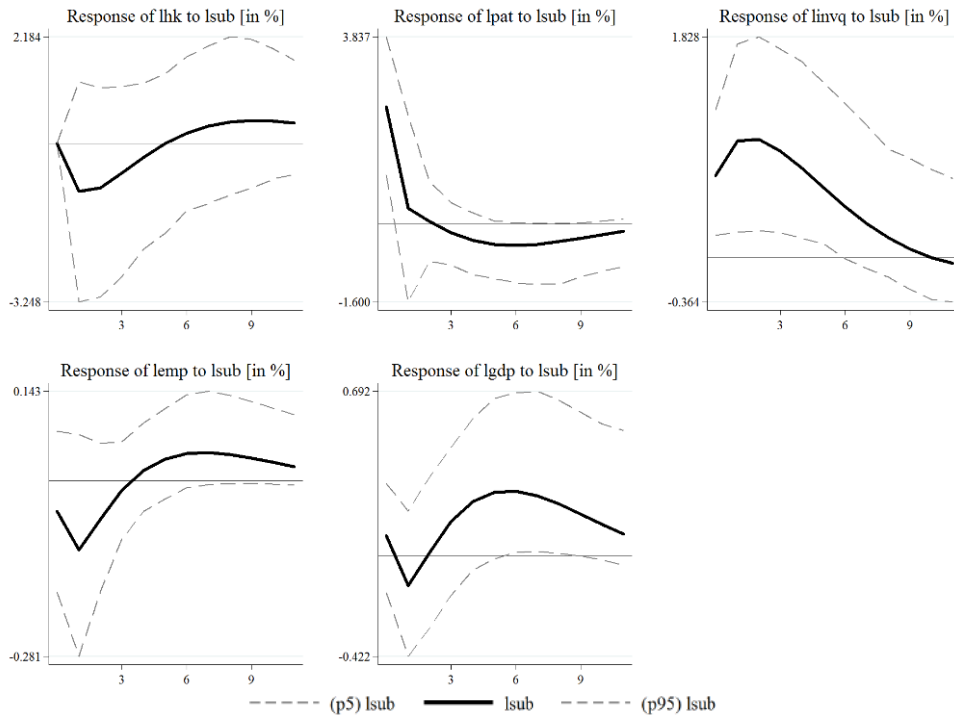 Response of lhk to lsub [in %]
2.184
-3.248
3 6 9
Response of lpat to lsub [in %]
3.837
-1.600
3 6 9
Response of linvq to lsub [in %]
1.828
-0.364
3 6 9
Response of lemp to lsub [in %]
0.143
-0.281
3 6 9
Response of lgdp to lsub [in %]
0.692
-0.422
3 6 9
(p5) lsub lsub (p95) lsub